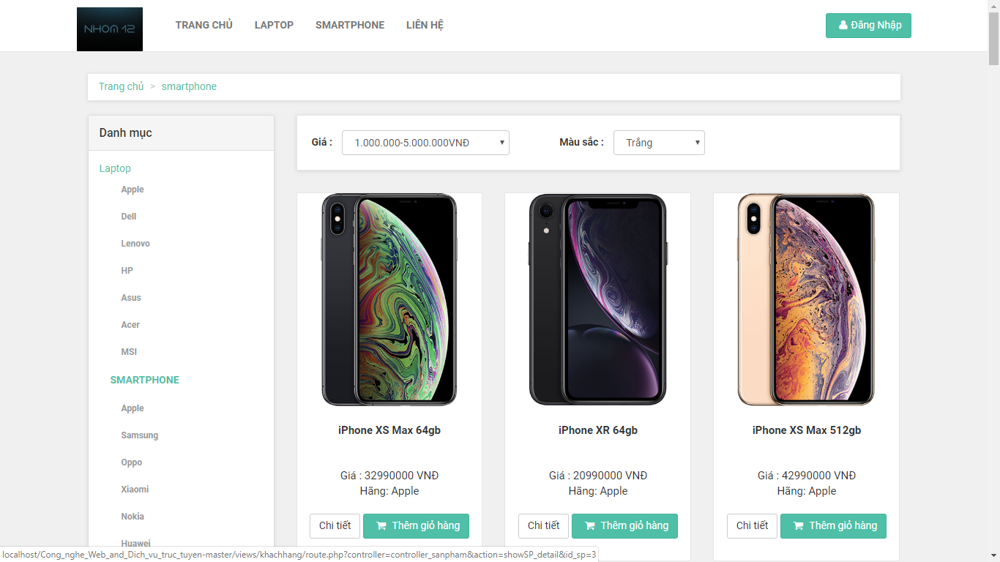 NHOM 12
TRANG CHỦ
LAPTOP
SMARTPHONE
LIÊN HỆ
Đăng Nhập
Trang chủ > smartphone
Danh mục
Laptop
Apple
Dell
Lenovo
HP
Asus
Acer
MSI
SMARTPHONE
Apple
Samsung
Oppo
Xiaomi
Nokia
Huawei
Giá :
1.000.000-5.000.000VNĐ
Màu sắc :
Trắng
iPhone XS Max 64gb
Giá : 32990000 VNĐ
Hãng: Apple
Chi tiết
Thêm giỏ hàng
iPhone XR 64gb
Giá : 20990000 VNĐ
Hãng: Apple
Chi tiết
Thêm giỏ hàng
iPhone XS Max 512gb
Giá : 42990000 VNĐ
Hãng: Apple
Chi tiết
Thêm giỏ hàng
localhost/Cong_nghe_Web_and_Dich_vu_truc_tuyen-master/views/khachhang/route.php?controller=controller_sanpham&action=showSP_detail&id_sp=3